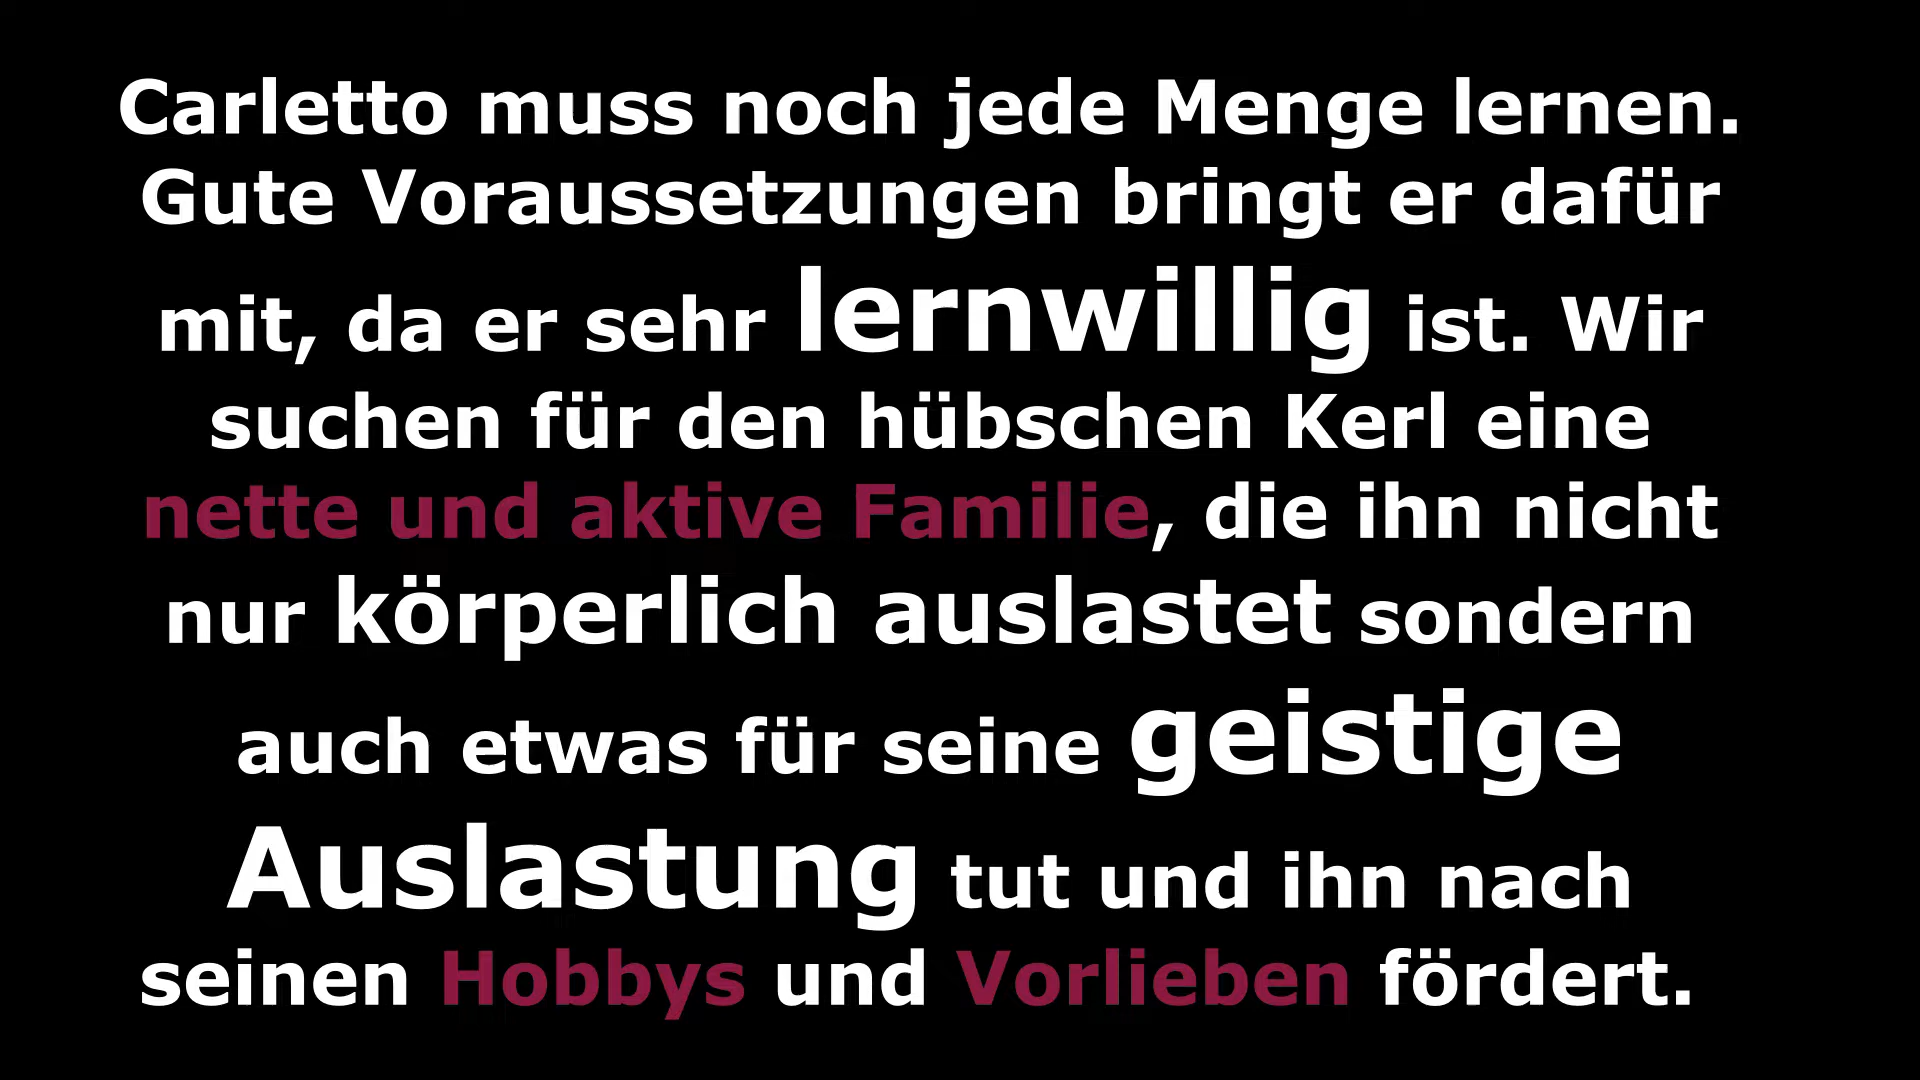 Carletto muss noch jede Menge lernen.
Gute Voraussetzungen bringt er dafür
mit, da er sehr lernwillig ist. Wir
suchen für den hübschen Kerl eine
nette und aktive Familie, die ihn nicht
nur körperlich auslastet sondern
auch etwas für seine geistige
Auslastung tut und ihn nach
seinen Hobbys und Vorlieben fördert.